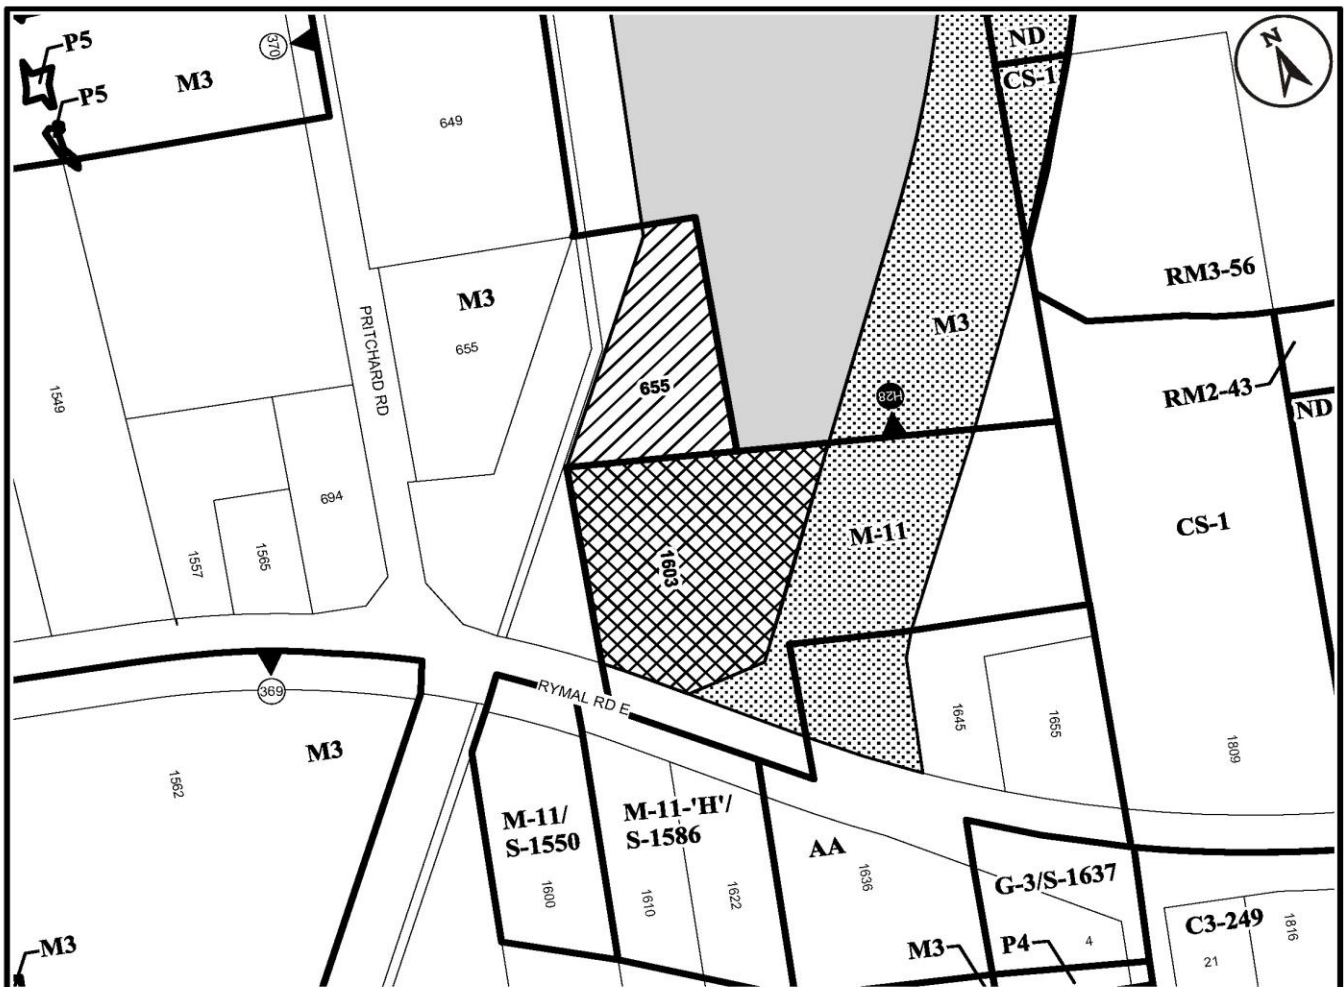 P5
P5
M3
370
649
ND
CS-1
N
RM3-56
M3
655
PRITCHARD RD
M3
655
H28
RM2-43
ND
1549
694
1557
1565
1603
M-11
CS-1
RYMAL RD E
369
M3
1562
1645
1655
1809
M-11/
S-1550
1600
M-11-'H'/
S-1586
1610
1622
AA
1636
G-3/S-1637
4
C3-249
1816
21
M3
P4
M3